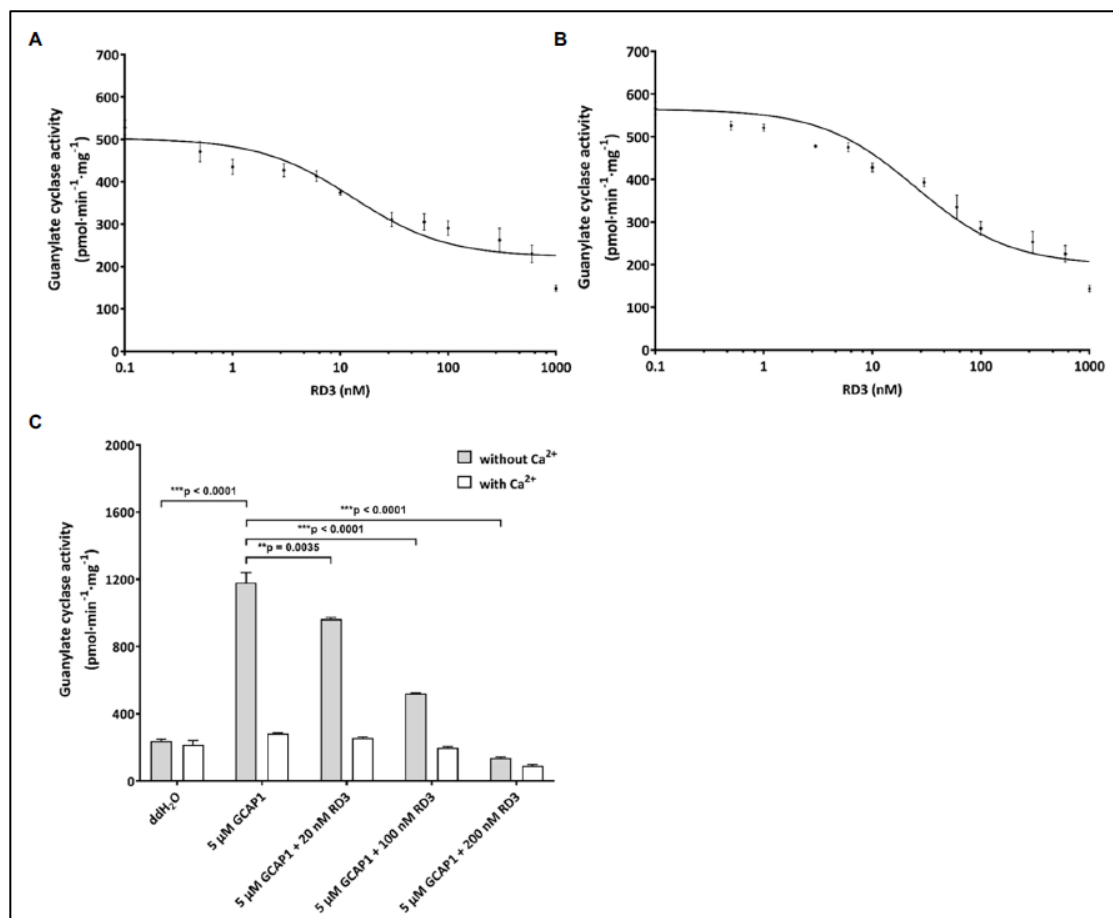 A
700
600
500
400
300
200
100
0
Guanylate cyclase activity
(pmol·min⁻¹·mg⁻¹)
0.1 1 10 100 1000
RD3 (nM)
B
700
600
500
400
300
200
100
0
Guanylate cyclase activity
(pmol·min⁻¹·mg⁻¹)
0.1 1 10 100 1000
RD3 (nM)
C
2000
1600
1200
800
400
0
Guanylate cyclase activity
(pmol·min⁻¹·mg⁻¹)
without Ca²⁺
with Ca²⁺
***p < 0.0001
***p < 0.0001
***p < 0.0001
**p = 0.0035
ddH₂O
5 µM GCAP1
5 µM GCAP1 + 20 nM RD3
5 µM GCAP1 + 100 nM RD3
5 µM GCAP1 + 200 nM RD3